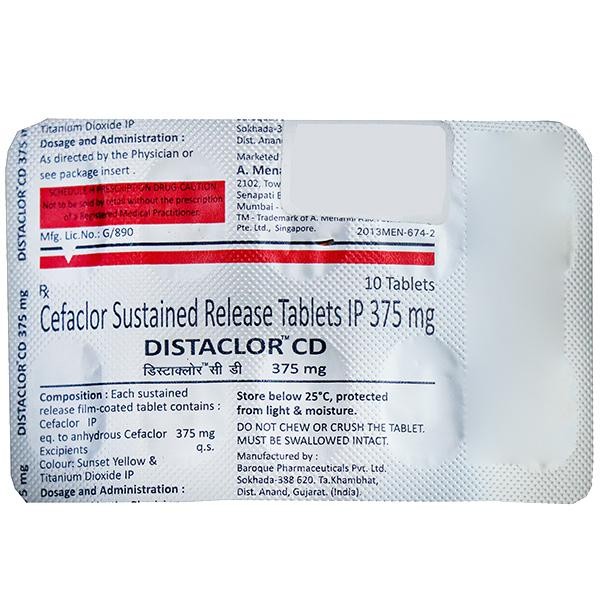 DISTACLOR CD 375 mg
DISTACLOR CD 375 mg
5 mg
Titanium Dioxide IP
Dosage and Administration :
As directed by the Physician or
see package insert .
SCHEDULE H PRESCRIPTION DRUG-CAUTION
Not to be sold by retail without the prescription
of a Registered Medical Practitioner.
Mfg. Lic.No.: G/890
Sokhada-3
Dist. Anand
Marketed
A. Mena
2102, Tow
Senapati B
Mumbai -
TM - Trademark of A. Menarini
Pte. Ltd., Singapore. 2013MEN-674-2
10 Tablets
Rx
Cefaclor Sustained Release Tablets IP 375 mg
DISTACLOR™ CD
डिस्टाक्लोर™ सी डी 375 mg
Composition : Each sustained
release film-coated tablet contains :
Cefaclor IP
eq. to anhydrous Cefaclor 375 mg
Excipients q.s.
Colour: Sunset Yellow &
Titanium Dioxide IP
Dosage and Administration :
Store below 25°C, protected
from light & moisture.
DO NOT CHEW OR CRUSH THE TABLET.
MUST BE SWALLOWED INTACT.
Manufactured by :
Baroque Pharmaceuticals Pvt. Ltd.
Sokhada-388 620. Ta.Khambhat,
Dist. Anand, Gujarat. (India).